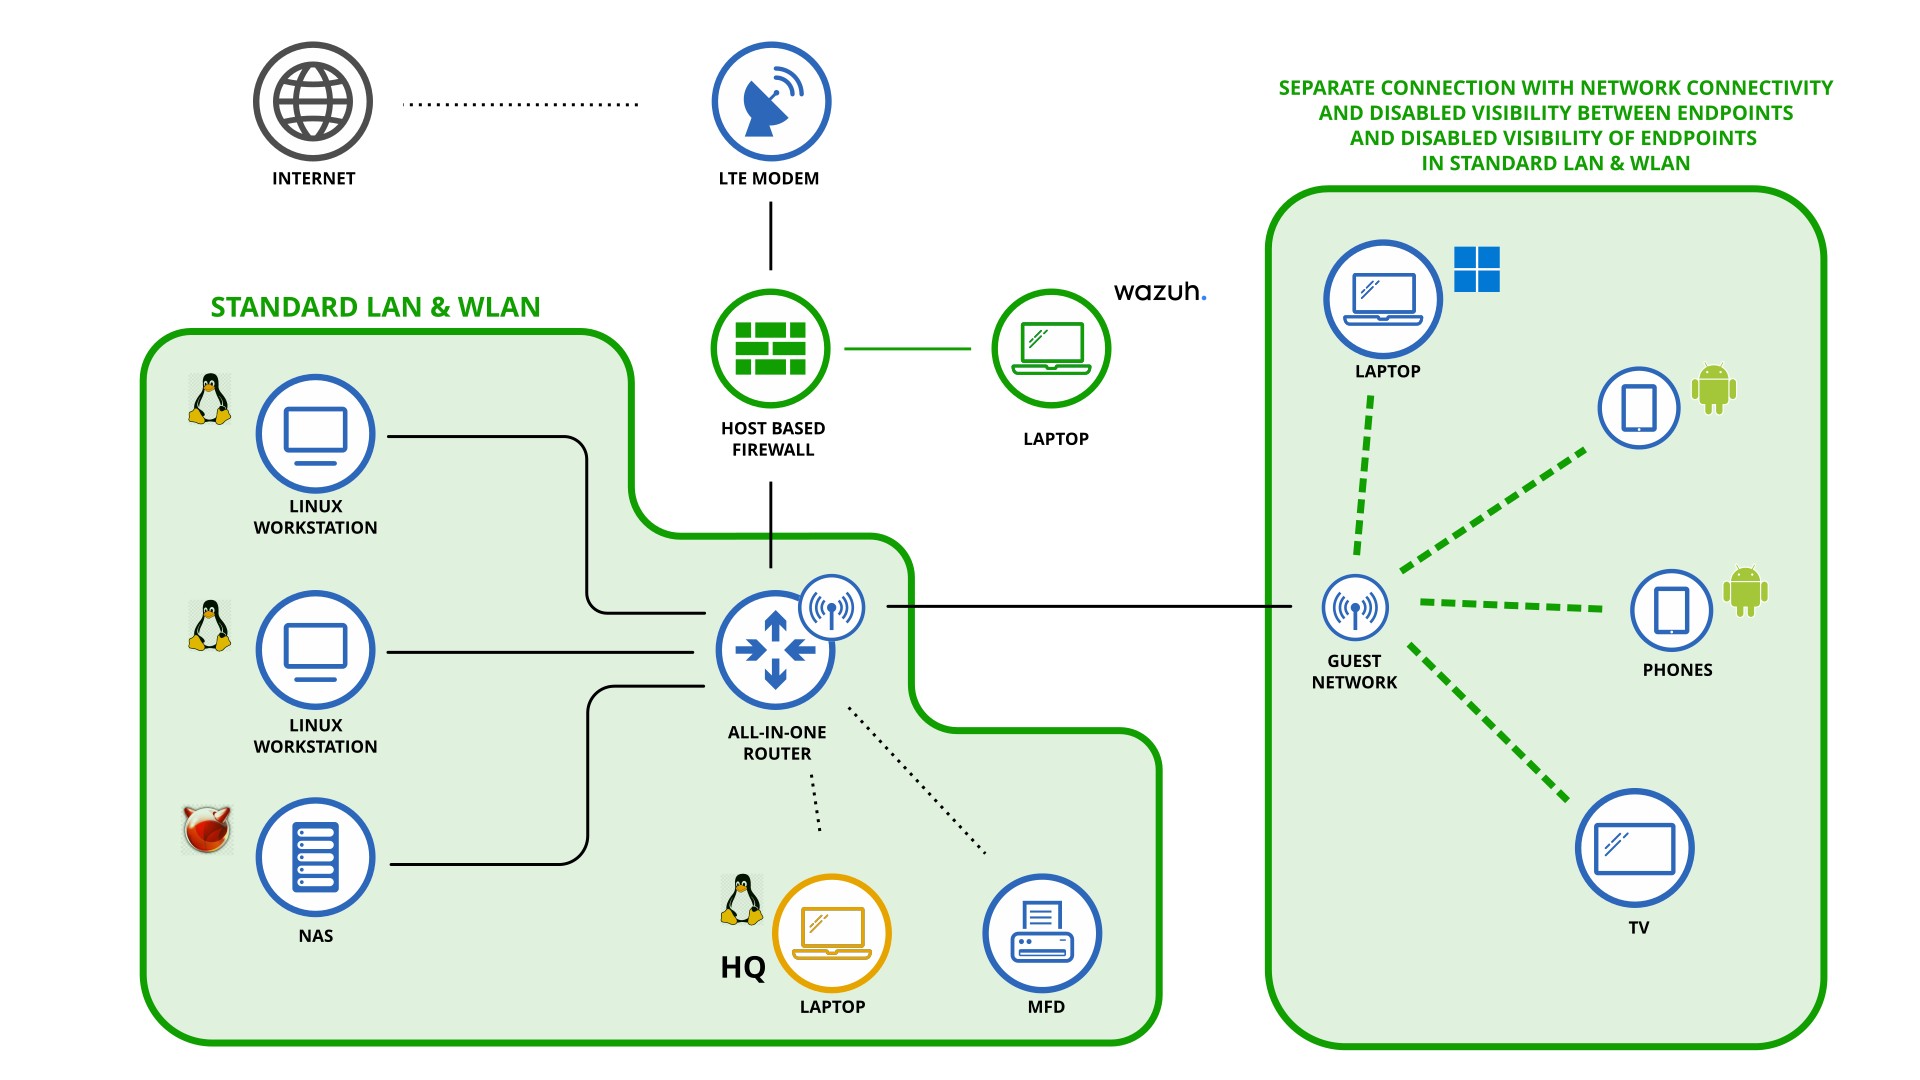 INTERNET
LTE MODEM
SEPARATE CONNECTION WITH NETWORK CONNECTIVITY
AND DISABLED VISIBILITY BETWEEN ENDPOINTS
AND DISABLED VISIBILITY OF ENDPOINTS
IN STANDARD LAN & WLAN
STANDARD LAN & WLAN
HOST BASED
FIREWALL
wazuh.
LAPTOP
LINUX
WORKSTATION
LINUX
WORKSTATION
NAS
ALL-IN-ONE
ROUTER
HQ
LAPTOP
MFD
LAPTOP
GUEST
NETWORK
PHONES
TV